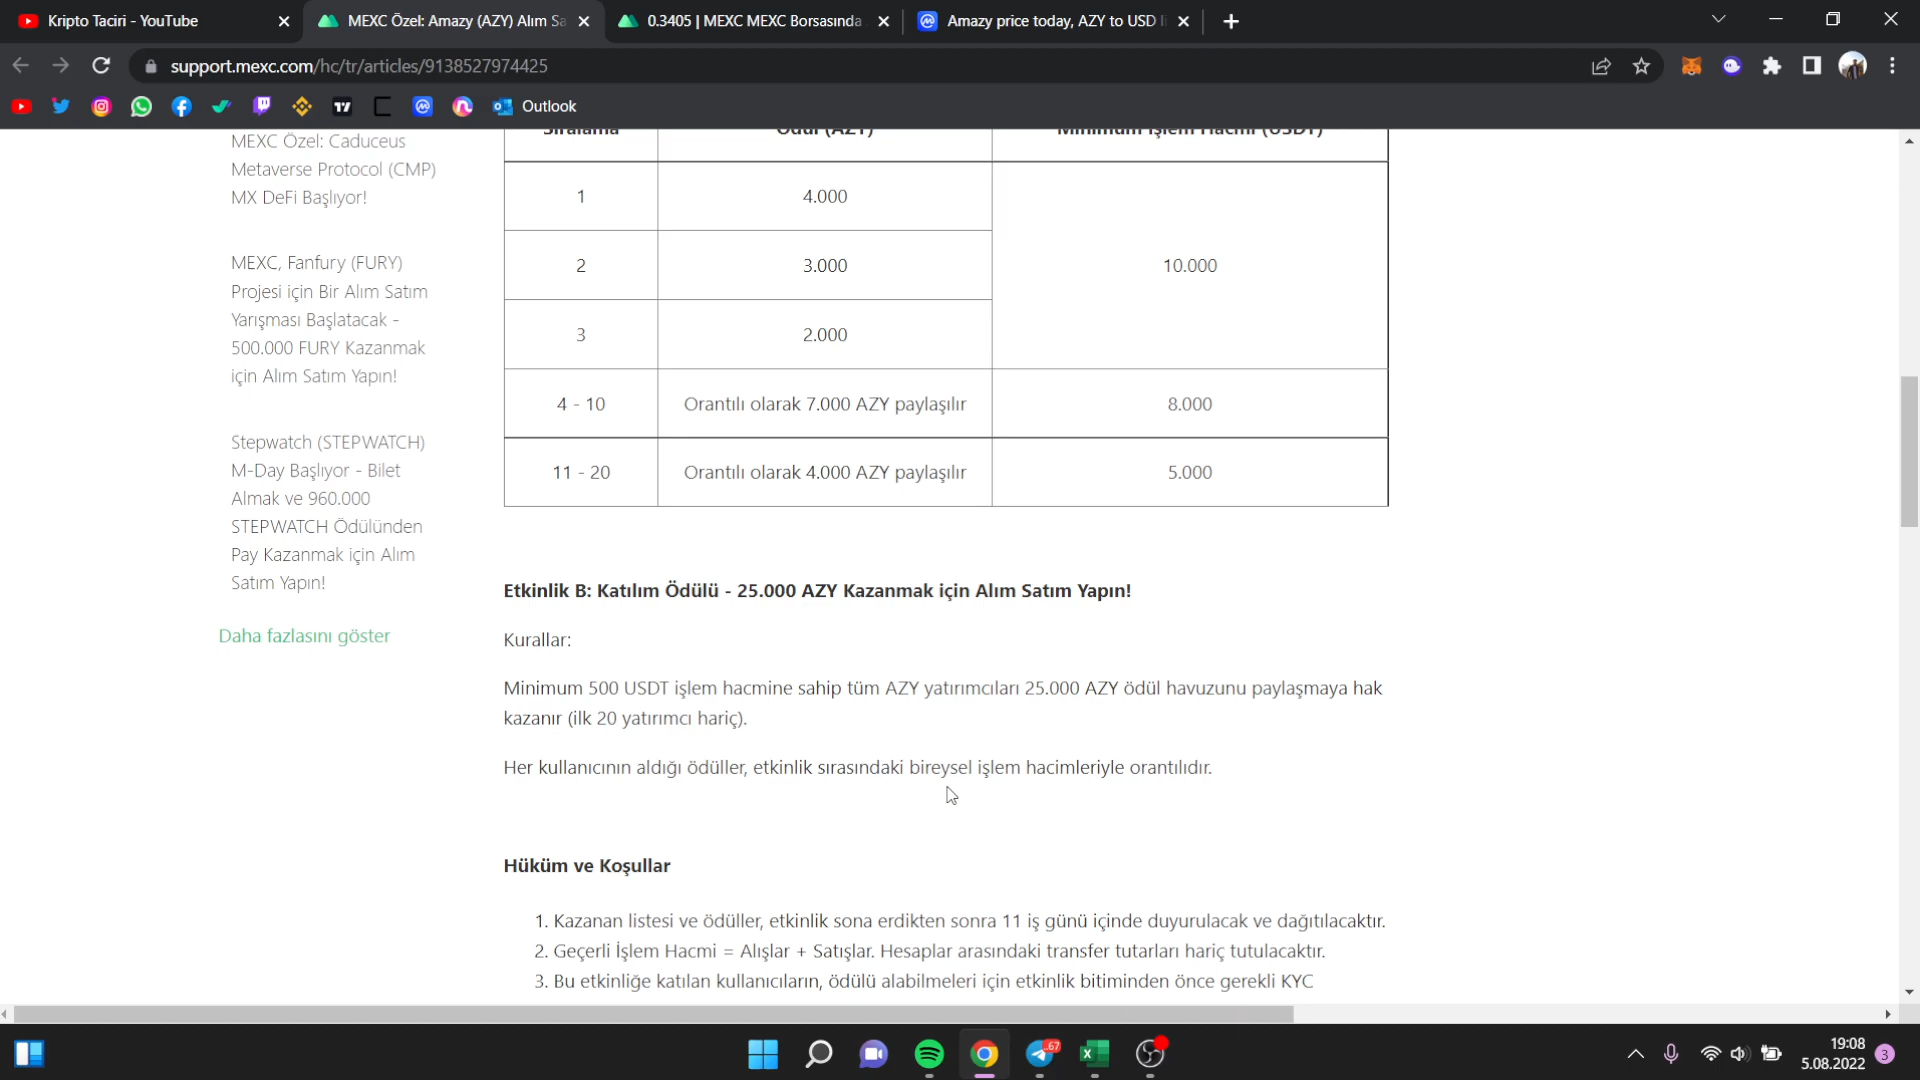 Kripto Taciri - YouTube
MEXC Özel: Amazy (AZY) Alım Sa
0.3405 | MEXC MEXC Borsasında
Amazy price today, AZY to USD li
support.mexc.com/hc/tr/articles/9138527974425
Outlook
MEXC Özel: Caduceus
Metaverse Protocol (CMP)
MX DeFi Başlıyor!
MEXC, Fanfury (FURY)
Projesi için Bir Alım Satım
Yarışması Başlatacak -
500.000 FURY Kazanmak
için Alım Satım Yapın!
Stepwatch (STEPWATCH)
M-Day Başlıyor - Bilet
Almak ve 960.000
STEPWATCH Ödülünden
Pay Kazanmak için Alım
Satım Yapın!
Daha fazlasını göster
Sıralama Ödül (AZY) Minimum İşlem Hacmi (USDT)
1 4.000
2 3.000 10.000
3 2.000
4 - 10 Orantılı olarak 7.000 AZY paylaşılır 8.000
11 - 20 Orantılı olarak 4.000 AZY paylaşılır 5.000
Etkinlik B: Katılım Ödülü - 25.000 AZY Kazanmak için Alım Satım Yapın!
Kurallar:
Minimum 500 USDT işlem hacmine sahip tüm AZY yatırımcıları 25.000 AZY ödül havuzunu paylaşmaya hak
kazanır (ilk 20 yatırımcı hariç).
Her kullanıcının aldığı ödüller, etkinlik sırasındaki bireysel işlem hacimleriyle orantılıdır.
Hüküm ve Koşullar
1. Kazanan listesi ve ödüller, etkinlik sona erdikten sonra 11 iş günü içinde duyurulacak ve dağıtılacaktır.
2. Geçerli İşlem Hacmi = Alışlar + Satışlar. Hesaplar arasındaki transfer tutarları hariç tutulacaktır.
3. Bu etkinliğe katılan kullanıcıların, ödülü alabilmeleri için etkinlik bitiminden önce gerekli KYC
67
19:08
5.08.2022
3